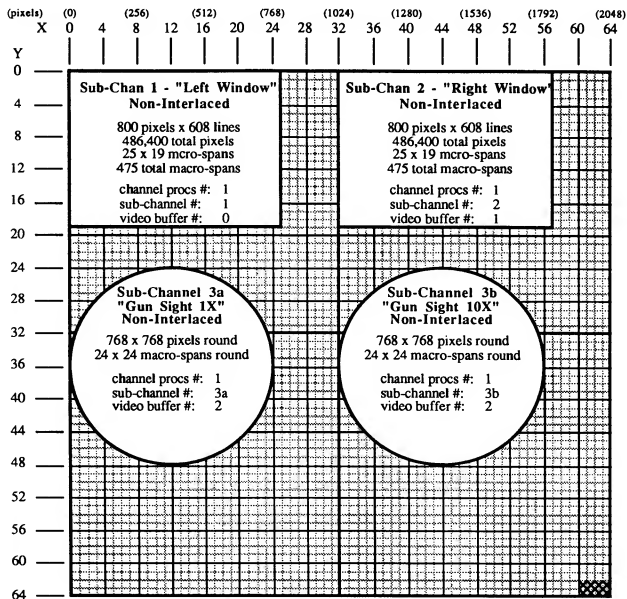 (pixels) (0) (256) (512) (768) (1024) (1280) (1536) (1792) (2048)
X 0 4 8 12 16 20 24 28 32 36 40 44 48 52 56 60 64
Y
0
4
8
12
16
20
24
28
32
36
40
44
48
52
56
60
64
Sub-Chan 1 - "Left Window"
Non-Interlaced
800 pixels x 608 lines
486,400 total pixels
25 x 19 mcro-spans
475 total macro-spans
channel procs #: 1
sub-channel #: 1
video buffer #: 0
Sub-Chan 2 - "Right Window"
Non-Interlaced
800 pixels x 608 lines
486,400 total pixels
25 x 19 mcro-spans
475 total macro-spans
channel procs #: 1
sub-channel #: 2
video buffer #: 1
Sub-Channel 3a
"Gun Sight 1X"
Non-Interlaced
768 x 768 pixels round
24 x 24 macro-spans round
channel procs #: 1
sub-channel #: 3a
video buffer #: 2
Sub-Channel 3b
"Gun Sight 10X"
Non-Interlaced
768 x 768 pixels round
24 x 24 macro-spans round
channel procs #: 1
sub-channel #: 3b
video buffer #: 2